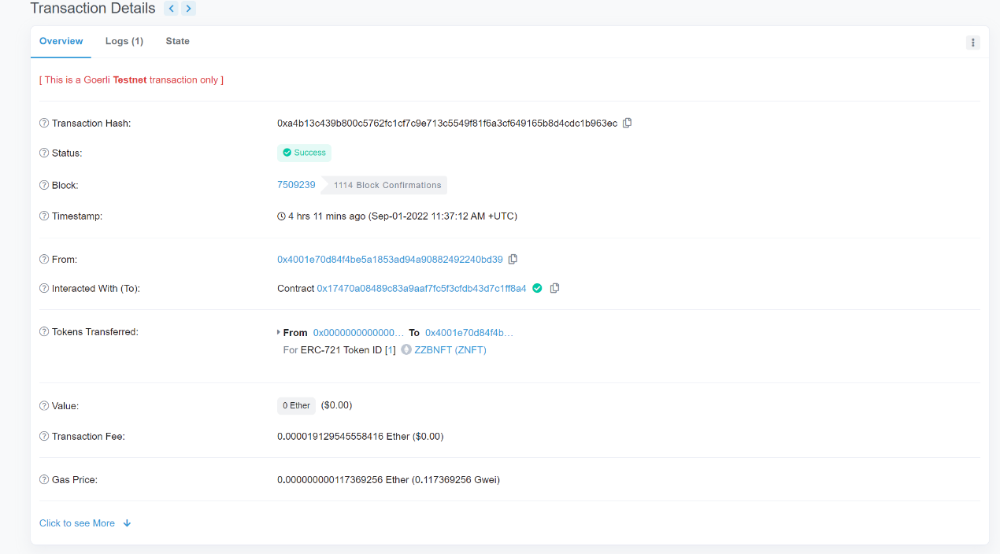 Transaction Details
Overview Logs (1) State
[ This is a Goerli Testnet transaction only ]
Transaction Hash: 0xa4b13c439b800c5762fc1cf7c9e713c5549f81f6a3cf649165b8d4cdc1b963ec
Status: Success
Block: 7509239 1114 Block Confirmations
Timestamp: 4 hrs 11 mins ago (Sep-01-2022 11:37:12 AM +UTC)
From: 0x4001e70d84f4be5a1853ad94a90882492240bd39
Interacted With (To): Contract 0x17470a08489c83a9aaf7fc5f3cfdb43d7c1ff8a4
Tokens Transferred: From 0x0000000000000... To 0x4001e70d84f4b...
For ERC-721 Token ID [1] ZZBNFT (ZNFT)
Value: 0 Ether ($0.00)
Transaction Fee: 0.000019129545558416 Ether ($0.00)
Gas Price: 0.000000000117369256 Ether (0.117369256 Gwei)
Click to see More